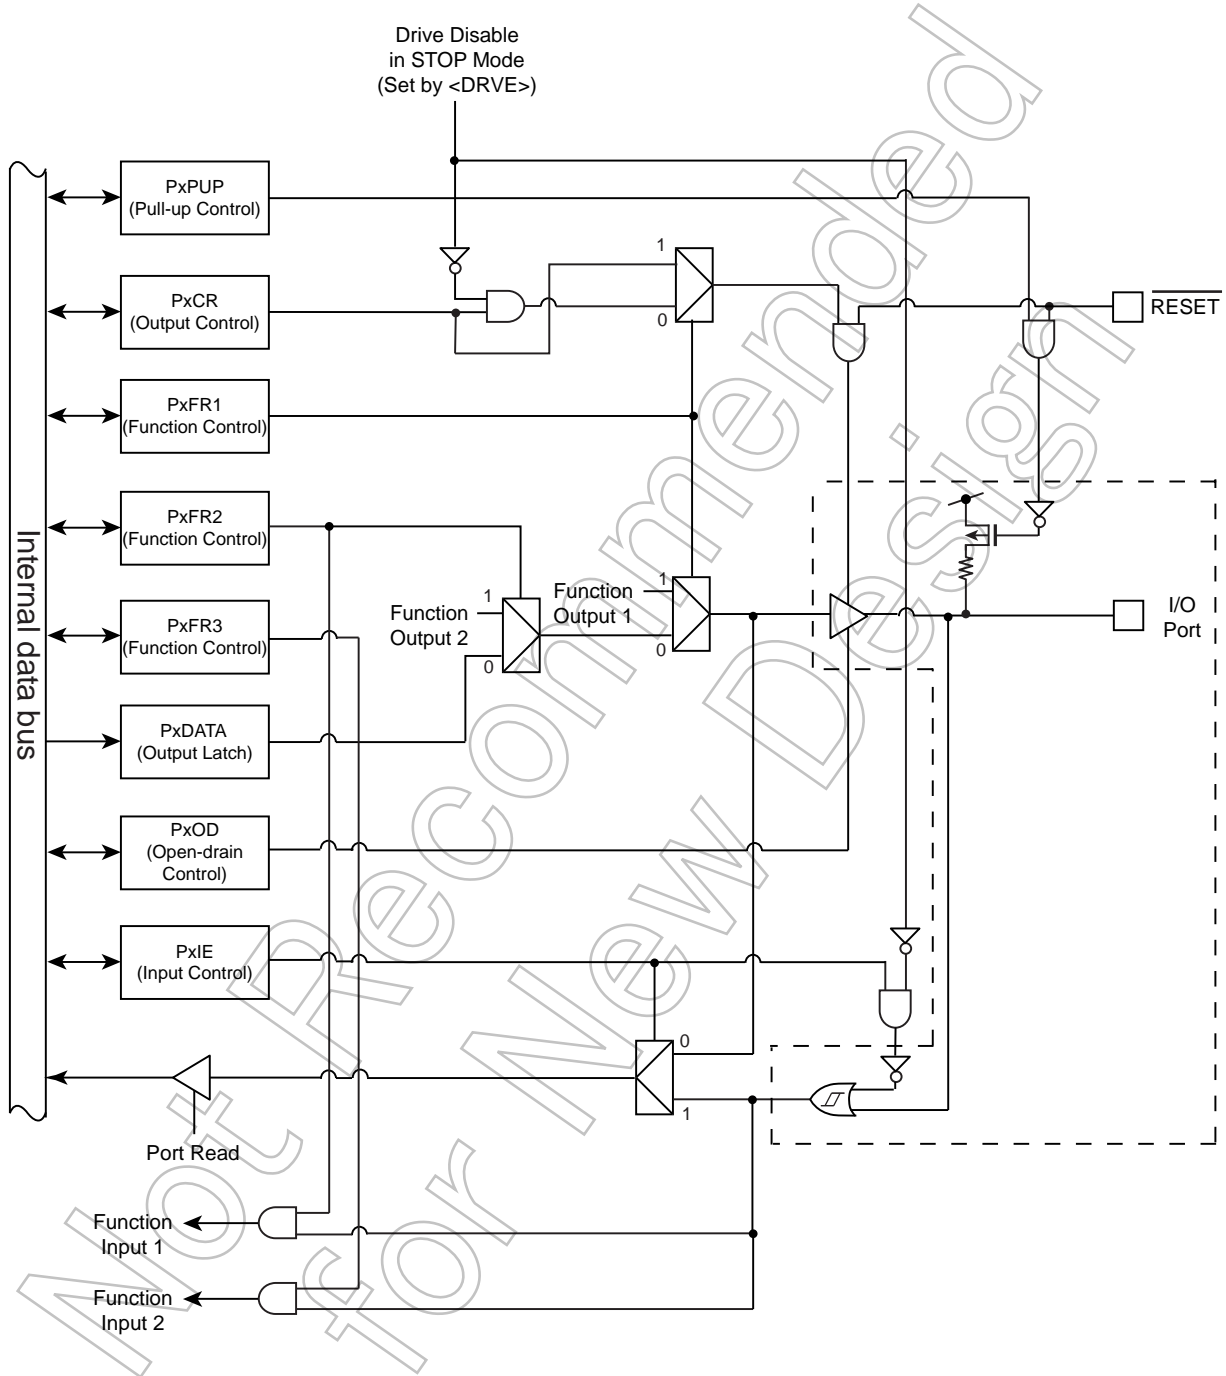 Drive Disable
in STOP Mode
(Set by <DRVE>)
PxPUP
(Pull-up Control)
1
PxCR
(Output Control)
0
RESET
PxFR1
(Function Control)
PxFR2
(Function Control)
Internal data bus
1
Function
Output 2
0
1
Function
Output 1
0
I/O
Port
PxFR3
(Function Control)
PxDATA
(Output Latch)
PxOD
(Open-drain
Control)
PxIE
(Input Control)
0
1
Port Read
Function
Input 1
Function
Input 2
Not Recommended
for New Design